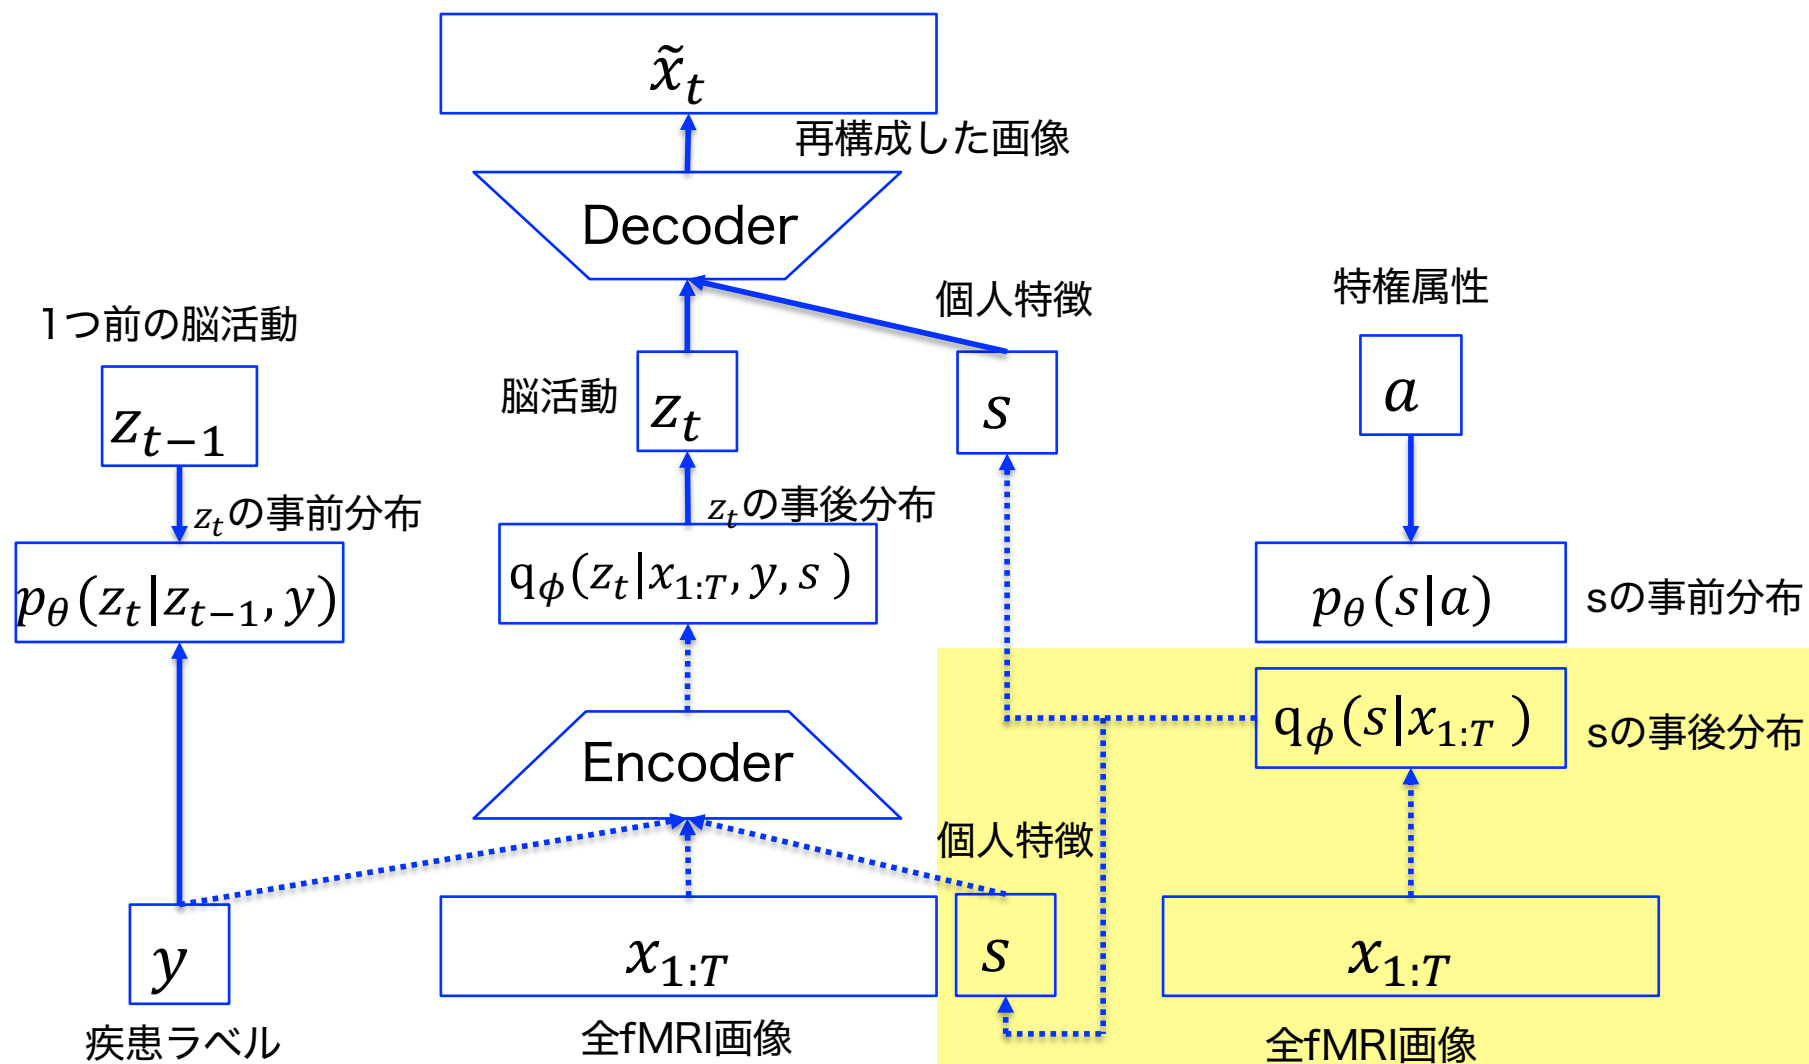 x̃_t
再構成した画像
Decoder
個人特徴
特権属性
1つ前の脳活動
z_{t-1}
脳活動
z_t
s
a
z_tの事前分布
z_tの事後分布
p_θ(z_t|z_{t-1}, y)
q_ϕ(z_t|x_{1:T}, y, s )
p_θ(s|a)
sの事前分布
q_ϕ(s|x_{1:T} )
sの事後分布
Encoder
個人特徴
y
x_{1:T}
s
x_{1:T}
疾患ラベル
全fMRI画像
全fMRI画像